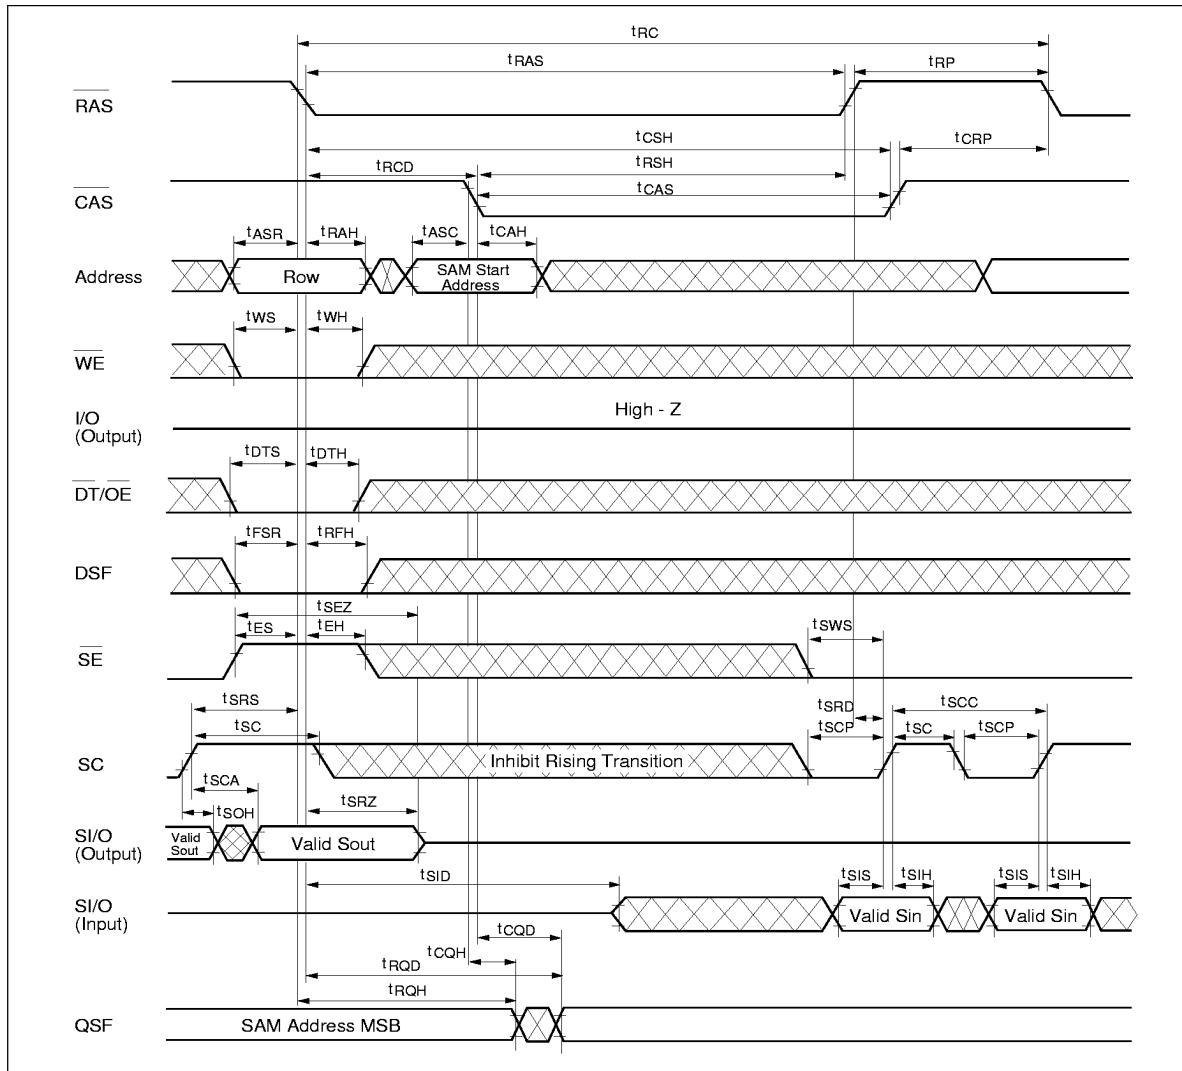 tRC
tRAS
tRP
RAS
tCSH
tCRP
tRCD
tRSH
CAS
tCAS
tASR
tRAH
tASC
tCAH
Address
Row
SAM Start
Address
tWS
tWH
WE
High - Z
I/O
(Output)
tDTS
tDTH
DT/OE
tFSR
tRFH
DSF
tSEZ
tES
tEH
tSWS
SE
tSRS
tSRD
tSCC
tSC
tSCP
tSC
tSCP
SC
Inhibit Rising Transition
tSCA
tSOH
tSRZ
SI/O
(Output)
Valid
Sout
Valid Sout
tSID
tSIS
tSIH
tSIS
tSIH
SI/O
(Input)
Valid Sin
Valid Sin
tCQD
tCQH
tRQD
tRQH
QSF
SAM Address MSB